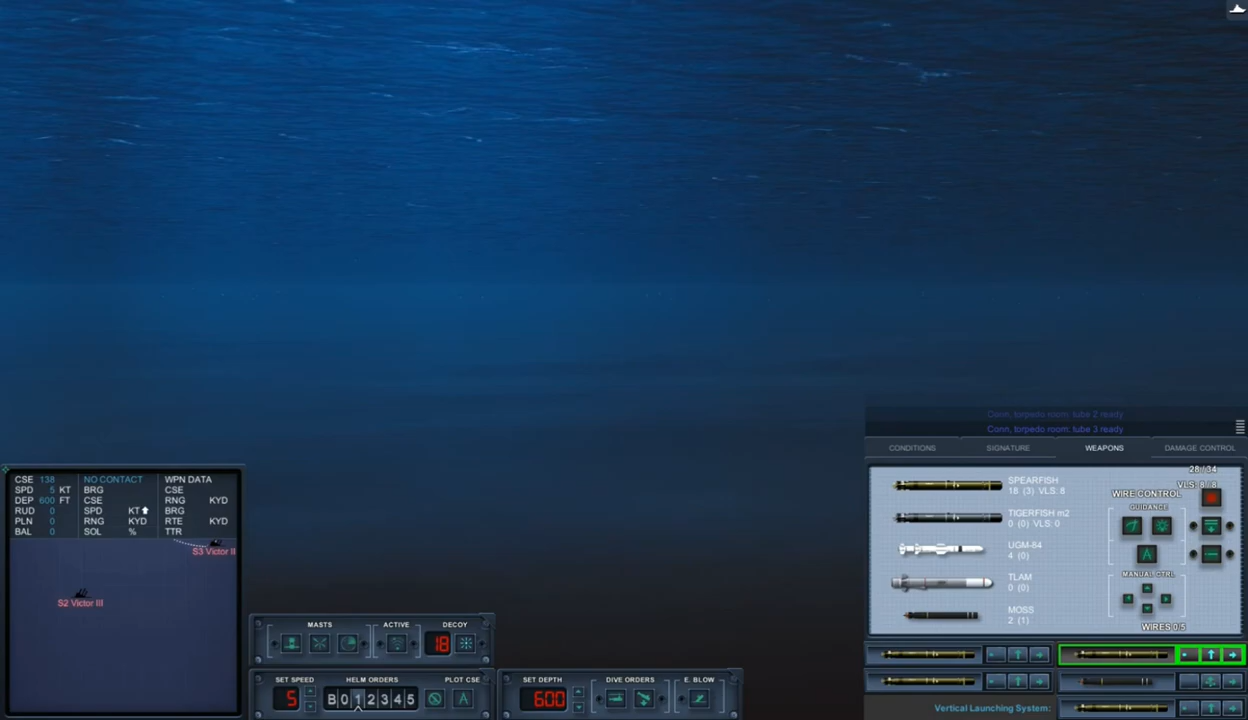 Conn, torpedo room: tube 2 ready
Conn, torpedo room: tube 3 ready
CONDITIONS SIGNATURE WEAPONS DAMAGE CONTROL
28/34
VLS: 8/8
SPEARFISH
18 (3) VLS: 8
TIGERFISH m2
0 (0) VLS: 0
UGM-84
4 (0)
TLAM
0 (0)
MOSS
2 (1)
WIRE CONTROL
GUIDANCE
MANUAL CTRL
WIRES 0/5
Vertical Launching System:
CSE 138 NO CONTACT WPN DATA
SPD 5 KT BRG CSE
DEP 600 FT CSE RNG KYD
RUD 0 SPD KT BRG
PLN 0 RNG KYD RTE KYD
BAL 0 SOL % TTR
S3 Victor II
S2 Victor III
MASTS ACTIVE DECOY
18
SET SPEED HELM ORDERS PLOT CSE
5 B 0 1 2 3 4 5
SET DEPTH DIVE ORDERS E. BLOW
600